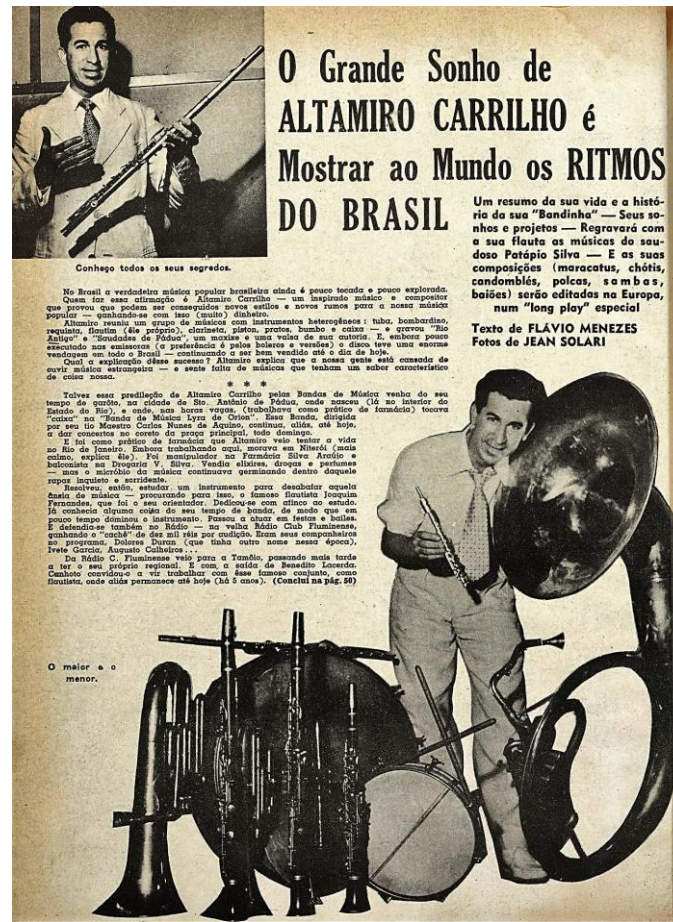 O Grande Sonho de
ALTAMIRO CARRILHO é
Mostrar ao Mundo os RITMOS
DO BRASIL
Um resumo da sua vida e a histó-
ria da sua "Bandinha" — Seus so-
nhos e projetos — Regravará com
a sua flauta as músicas do sau-
doso Patápio Silva — E as suas
composições (maracatus, chótis,
candomblés, polcas, sambas,
baiões) serão editadas na Europa,
num "long play" especial
Texto de FLÁVIO MENEZES
Fotos de JEAN SOLARI
Conheço todos os seus segredos.
No Brasil a verdadeira música popular brasileira ainda é pouco tocada e pouco explorada.
Quem faz essa afirmação é Altamiro Carrilho — um inspirado músico e compositor
que provou que podem ser conseguidos novos estilos e novos rumos para a nossa música
popular — ganhando-se com isso (muito) dinheiro.
Altamiro reuniu um grupo de músicos com instrumentos heterogêneos: tuba, bombardino,
requista, flautim (êle próprio), clarineta, piston, pratos, bumbo e caixa — e gravou "Rio
Antigo" e "Saudades de Pádua", um maxixe e uma valsa de sua autoria. E, embora pouco
executado nas emissoras (a preferência é pelos boleros e versões) o disco teve uma enorme
vendagem em todo o Brasil — continuando a ser bem vendido até o dia de hoje.
Qual a explicação dêsse sucesso? Altamiro explica que a nossa gente está cansada de
ouvir música estrangeira — e sente falta de músicas que tenham um sabor característico
de coisa nossa.
* * *
Talvez essa predileção de Altamiro Carrilho pelas Bandas de Música venha do seu
tempo de garôto, na cidade de Sto. Antônio de Pádua, onde nasceu (lá no interior do
Estado do Rio), e onde, nas horas vagas, (trabalhava como prático de farmácia) tocava
"caixa" na "Banda de Música Lyra de Orion". Essa Banda, dirigida
por seu tio Maestro Carlos Nunes de Aquino, continua, aliás, até hoje,
a dar concertos no coreto da praça principal, todo domingo.
E foi como prático de farmácia que Altamiro veio tentar a vida
no Rio de Janeiro. Embora trabalhando aqui, morava em Niterói (mais
calmo, explica êle). Foi manipulador na Farmácia Silva Araújo e
balconista na Drogaria V. Silva. Vendia elixires, drogas e perfumes
— mas o micróbio da música continuava germinando dentro daquele
rapaz inquieto e sorridente.
Resolveu, então, estudar um instrumento para desabafar aquela
ânsia de música — procurando para isso, o famoso flautista Joaquim
Fernandes, que foi o seu orientador. Dedicou-se com afinco ao estudo.
Já conhecia alguma coisa do seu tempo de banda, de modo que em
pouco tempo dominou o instrumento. Passou a atuar em festas e bailes.
E defendia-se também no Rádio — na velha Rádio Club Fluminense,
ganhando o "cachê" de dez mil réis por audição. Eram seus companheiros
no programa, Dolores Duran (que tinha outro nome nessa época),
Ivete Garcia, Augusto Calheiros...
Da Rádio C. Fluminense veio para a Tamôio, passando mais tarde
a ter o seu próprio regional. E com, a saída de Benedito Lacerda.
Canhoto convidou-o a vir trabalhar com êsse famoso conjunto, como
flautista, onde aliás permanece até hoje (há 5 anos). (Conclui na pág. 50)
O maior e o
menor.